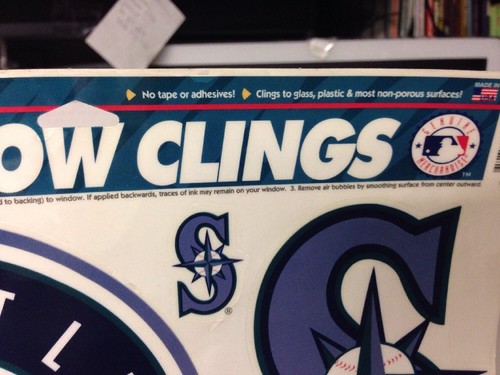 No tape or adhesives! Clings to glass, plastic & most non-porous surfaces!
MADE IN
OW CLINGS
GENUINE
MERCHANDISE
TM
d to backing) to window. If applied backwards, traces of ink may remain on your window. 3. Remove air bubbles by smoothing surface from center outward.
S
®
S
T L